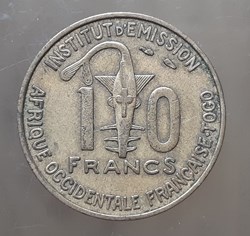 INSTITUT D'EMISSION
10
FRANCS
AFRIQUE OCCIDENTALE FRANÇAISE-TOGO